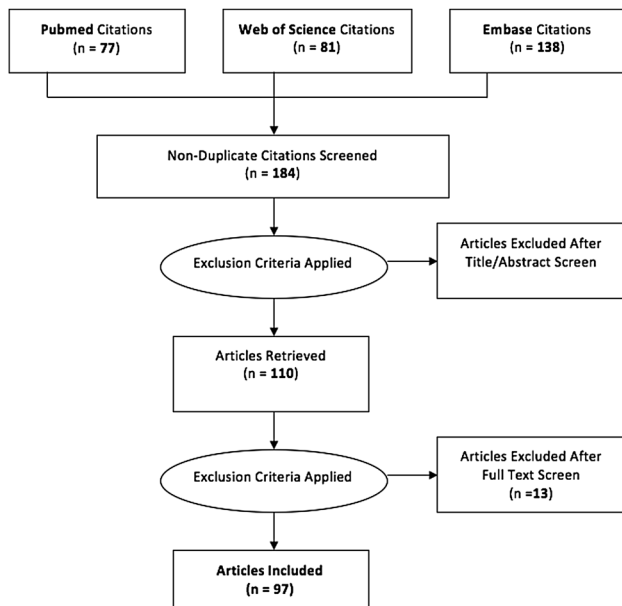 Pubmed Citations
(n = 77)
Web of Science Citations
(n = 81)
Embase Citations
(n = 138)
Non-Duplicate Citations Screened
(n = 184)
Exclusion Criteria Applied
Articles Excluded After
Title/Abstract Screen
Articles Retrieved
(n = 110)
Exclusion Criteria Applied
Articles Excluded After
Full Text Screen
(n =13)
Articles Included
(n = 97)